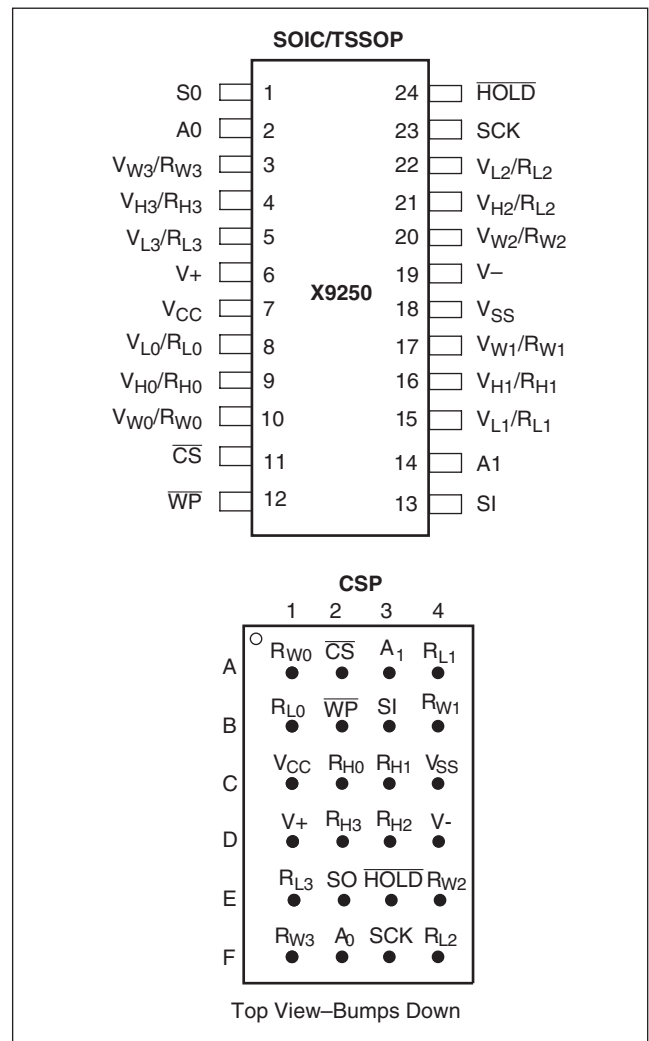 SOIC/TSSOP
S0 1 24 HOLD
A0 2 23 SCK
VW3/RW3 3 22 VL2/RL2
VH3/RH3 4 21 VH2/RL2
VL3/RL3 5 20 VW2/RW2
V+ 6 19 V–
X9250
VCC 7 18 VSS
VL0/RL0 8 17 VW1/RW1
VH0/RH0 9 16 VH1/RH1
VW0/RW0 10 15 VL1/RL1
CS 11 14 A1
WP 12 13 SI
CSP
1 2 3 4
A RW0 CS A1 RL1
B RL0 WP SI RW1
C VCC RH0 RH1 VSS
D V+ RH3 RH2 V-
E RL3 SO HOLD RW2
F RW3 A0 SCK RL2
Top View–Bumps Down